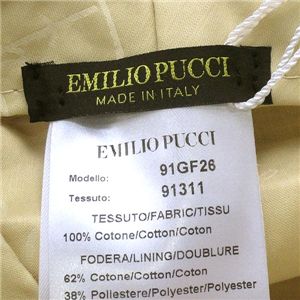 EMILIO PUCCI
MADE IN ITALY
EMILIO PUCCI
Modello: 91GF26
Tessuto: 91311
TESSUTO/FABRIC/TISSU
100% Cotone/Cotton/Coton
FODERA/LINING/DOUBLURE
62% Cotone/Cotton/Coton
38% Poliestere/Polyester/Polyester